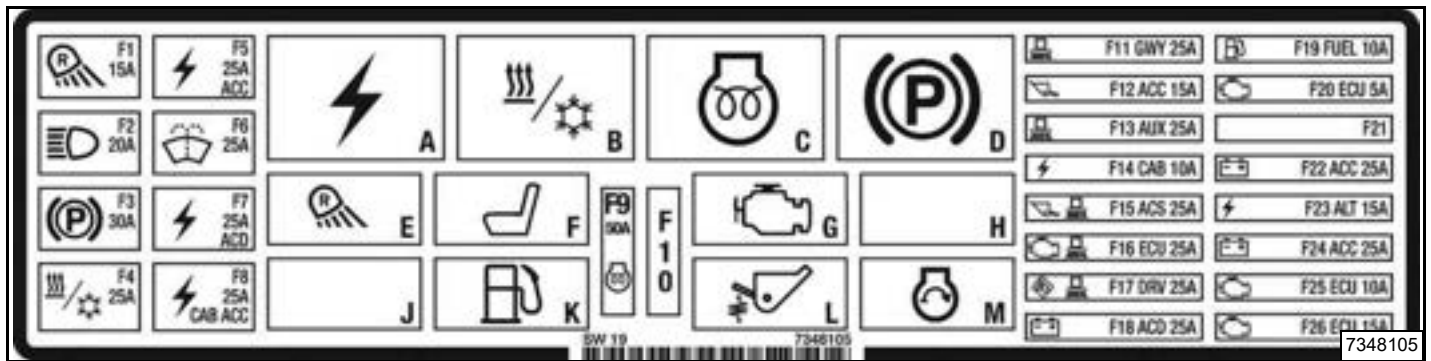 F1
15A
F5
25A
ACC
F2
20A
F6
25A
F3
30A
F7
25A
ACD
F4
25A
F8
25A
CAB ACC
A
B
C
D
R
E
F
F9
50A
F
1
0
G
H
J
K
L
M
P
P
R
F11 GWY 25A
F12 ACC 15A
F13 AUX 25A
F14 CAB 10A
F15 ACS 25A
F16 ECU 25A
F17 DRV 25A
F18 ACD 25A
F19 FUEL 10A
F20 ECU 5A
F21
F22 ACC 25A
F23 ALT 15A
F24 ACC 25A
F25 ECU 10A
F26 ECU 15A
SW 19
7348105
7348105